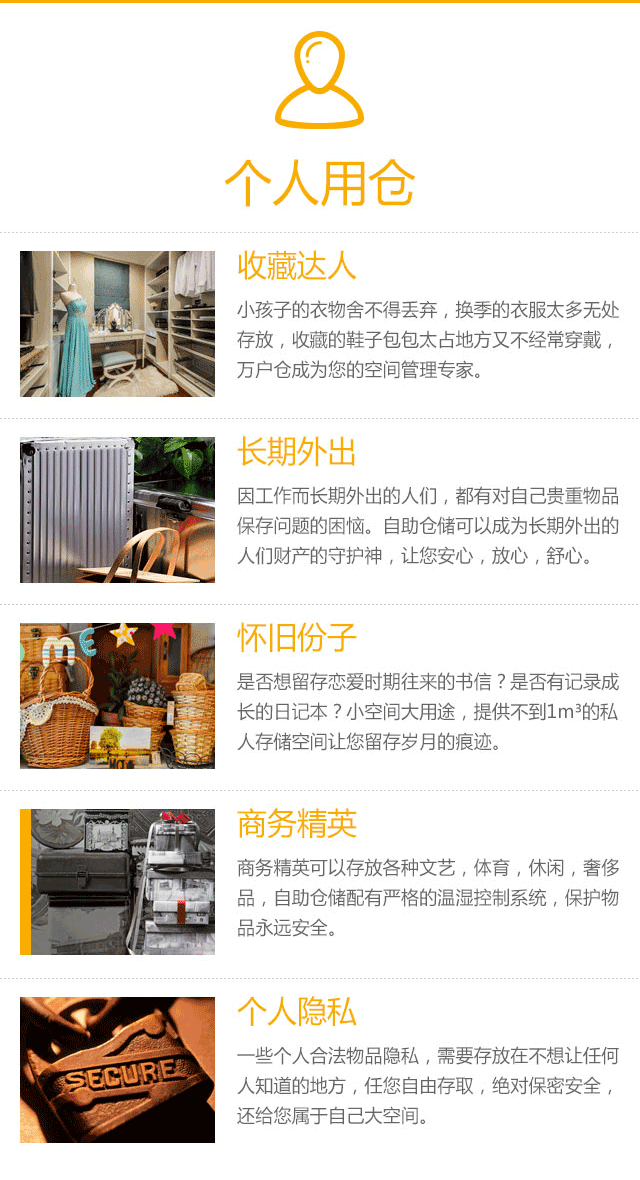 个人用仓
收藏达人
小孩子的衣物舍不得丢弃，换季的衣服太多无处
存放，收藏的鞋子包包太占地方又不经常穿戴，
万户仓成为您的空间管理专家。
长期外出
因工作而长期外出的人们，都有对自己贵重物品
保存问题的困恼。自助仓储可以成为长期外出的
人们财产的守护神，让您安心，放心，舒心。
怀旧份子
ME
是否想留存恋爱时期往来的书信？是否有记录成
长的日记本？小空间大用途，提供不到1m³的私
人存储空间让您留存岁月的痕迹。
商务精英
商务精英可以存放各种文艺，体育，休闲，奢侈
品，自助仓储配有严格的温湿控制系统，保护物
品永远安全。
个人隐私
SECURE
一些个人合法物品隐私，需要存放在不想让任何
人知道的地方，任您自由存取，绝对保密安全，
还给您属于自己大空间。